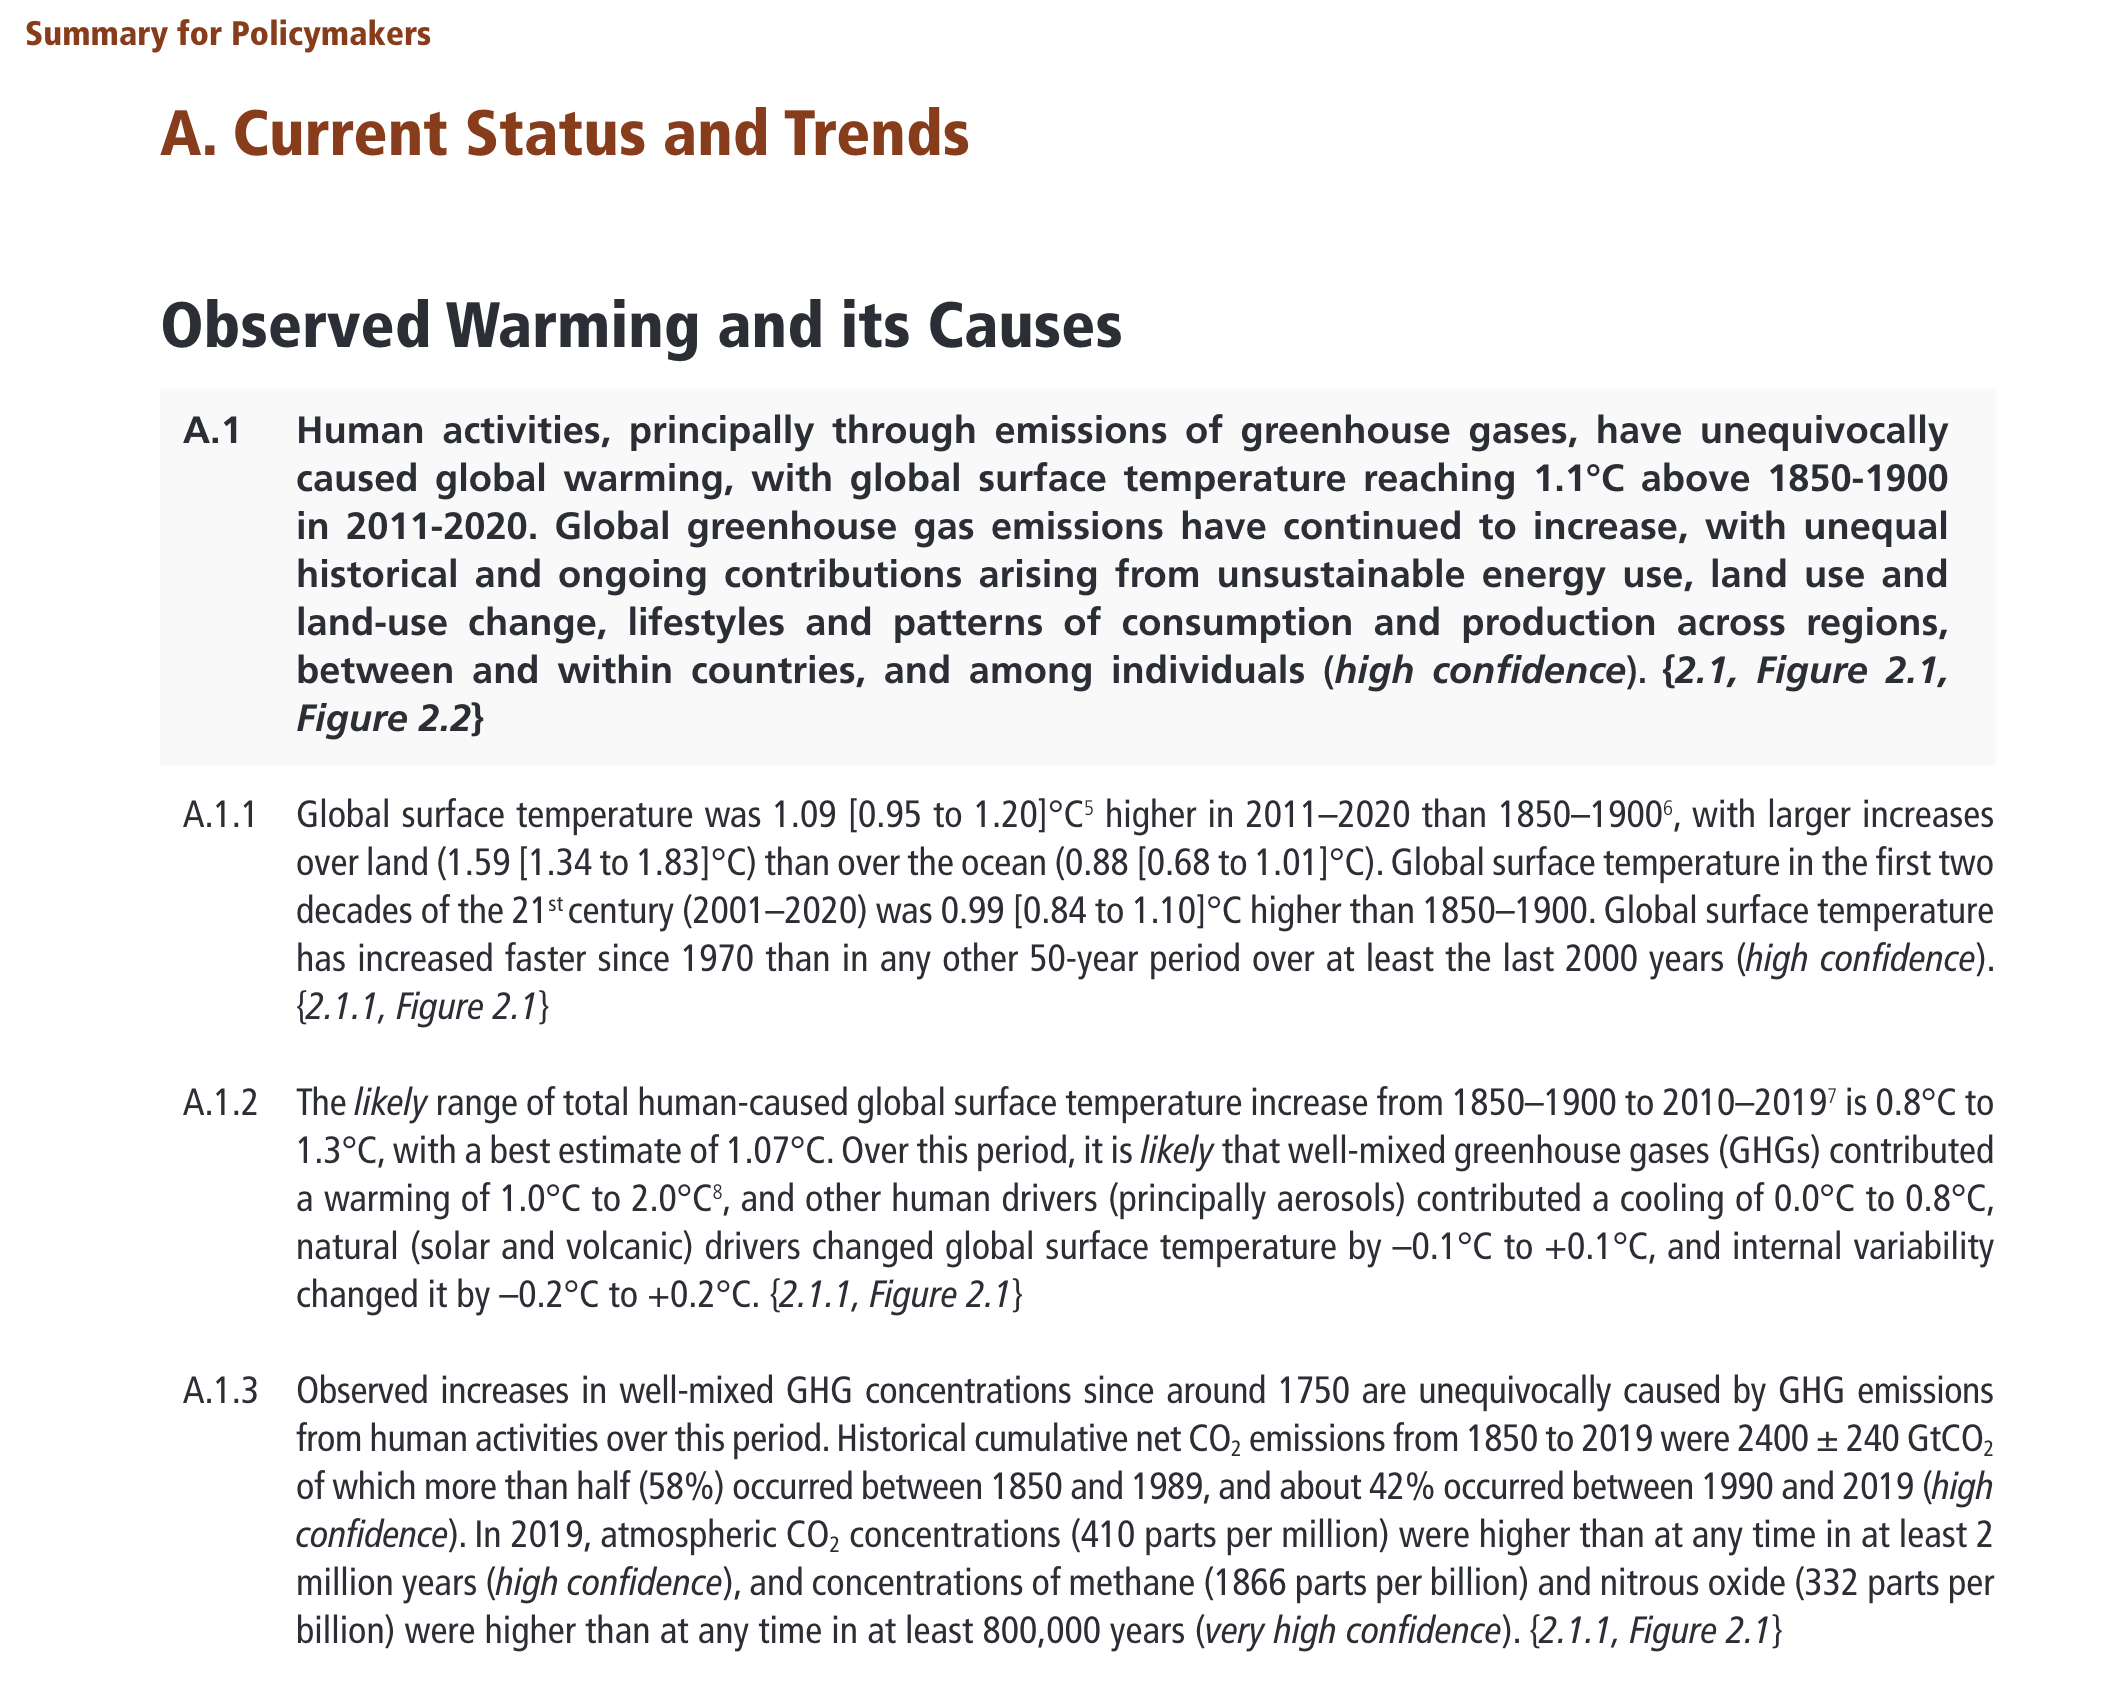 Summary for Policymakers
A. Current Status and Trends
Observed Warming and its Causes
A.1 Human activities, principally through emissions of greenhouse gases, have unequivocally
caused global warming, with global surface temperature reaching 1.1°C above 1850-1900
in 2011-2020. Global greenhouse gas emissions have continued to increase, with unequal
historical and ongoing contributions arising from unsustainable energy use, land use and
land-use change, lifestyles and patterns of consumption and production across regions,
between and within countries, and among individuals (high confidence). {2.1, Figure 2.1,
Figure 2.2}
A.1.1 Global surface temperature was 1.09 [0.95 to 1.20]°C⁵ higher in 2011–2020 than 1850–1900⁶, with larger increases
over land (1.59 [1.34 to 1.83]°C) than over the ocean (0.88 [0.68 to 1.01]°C). Global surface temperature in the first two
decades of the 21ˢᵗ century (2001–2020) was 0.99 [0.84 to 1.10]°C higher than 1850–1900. Global surface temperature
has increased faster since 1970 than in any other 50-year period over at least the last 2000 years (high confidence).
{2.1.1, Figure 2.1}
A.1.2 The likely range of total human-caused global surface temperature increase from 1850–1900 to 2010–2019⁷ is 0.8°C to
1.3°C, with a best estimate of 1.07°C. Over this period, it is likely that well-mixed greenhouse gases (GHGs) contributed
a warming of 1.0°C to 2.0°C⁸, and other human drivers (principally aerosols) contributed a cooling of 0.0°C to 0.8°C,
natural (solar and volcanic) drivers changed global surface temperature by –0.1°C to +0.1°C, and internal variability
changed it by –0.2°C to +0.2°C. {2.1.1, Figure 2.1}
A.1.3 Observed increases in well-mixed GHG concentrations since around 1750 are unequivocally caused by GHG emissions
from human activities over this period. Historical cumulative net CO₂ emissions from 1850 to 2019 were 2400 ± 240 GtCO₂
of which more than half (58%) occurred between 1850 and 1989, and about 42% occurred between 1990 and 2019 (high
confidence). In 2019, atmospheric CO₂ concentrations (410 parts per million) were higher than at any time in at least 2
million years (high confidence), and concentrations of methane (1866 parts per billion) and nitrous oxide (332 parts per
billion) were higher than at any time in at least 800,000 years (very high confidence). {2.1.1, Figure 2.1}